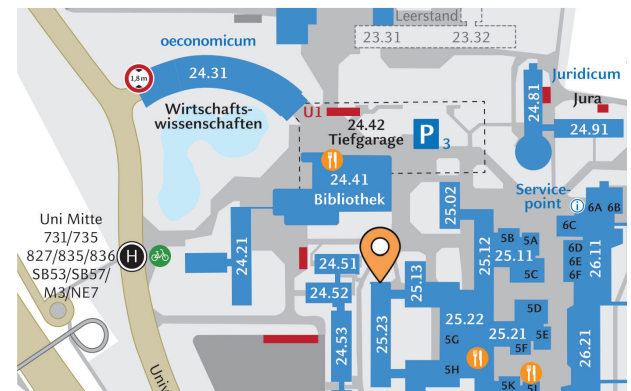 Leerstand
23.31
23.32
oeconomicum
1,8 m
24.31
Wirtschafts-
wissenschaften
U1
24.42
Tiefgarage
P
3
Juridicum
24.81
Jura
24.91
24.41
Bibliothek
Service-
point
i
6A 6B
6C
6D
6E
6F
26.11
Uni Mitte
731/735
827/835/836
SB53/SB57/
M3/NE7
H
24.21
25.02
25.12
5B
5A
25.11
5C
24.51
24.52
24.53
25.13
25.23
25.22
5G
5H
5D
25.21
5E
5F
26.21
5K
Univ